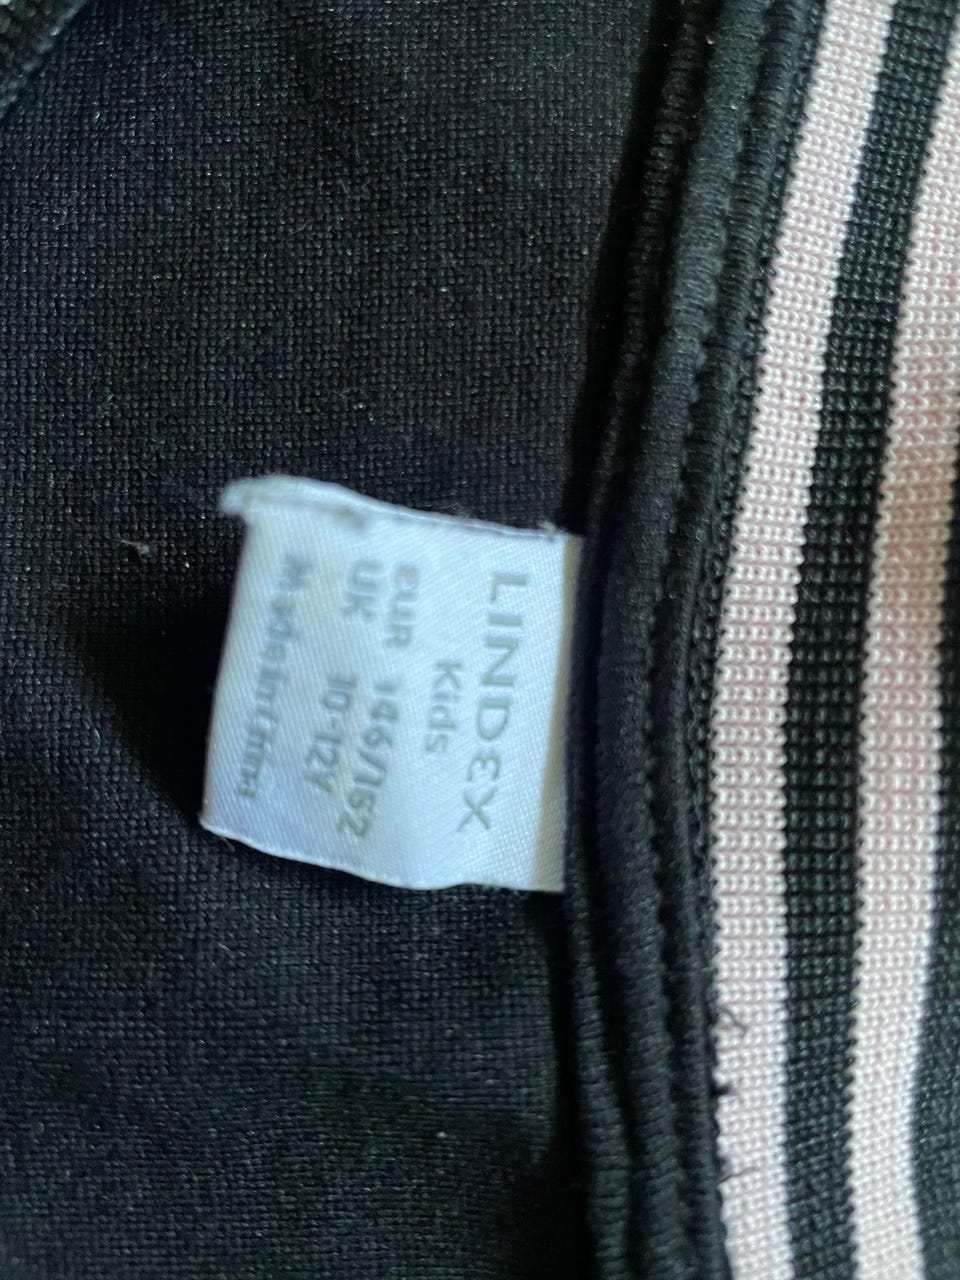 LINDEX
Kids
EUR 146/152
UK 10-12Y
Made in China